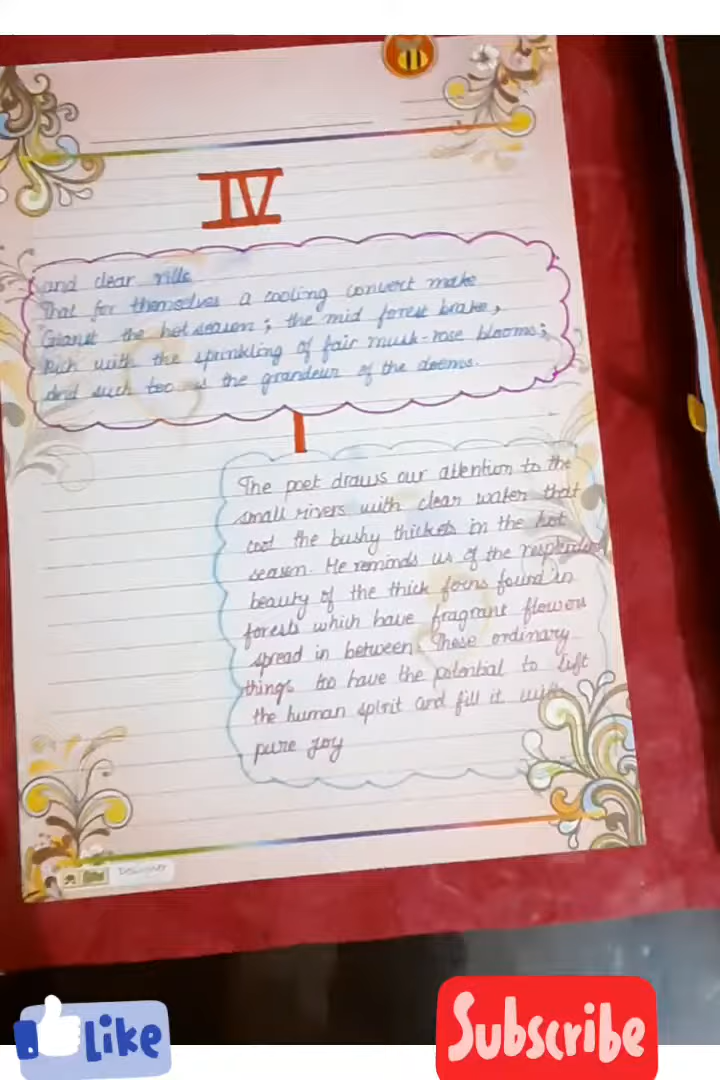 IV
and clear rills
That for themselves a cooling convert make
'Gainst the hot season; the mid forest brake,
Rich with the sprinkling of fair musk-rose blooms;
And such too is the grandeur of the dooms.
The poet draws our attention to the
small rivers with clear water that
cool the bushy thickets in the hot
season. He reminds us of the resplendent
beauty of the thick ferns found in
forests which have fragrant flowers
spread in between. These ordinary
things too have the potential to lift
the human spirit and fill it with
pure joy
Designer
Like
Subscribe